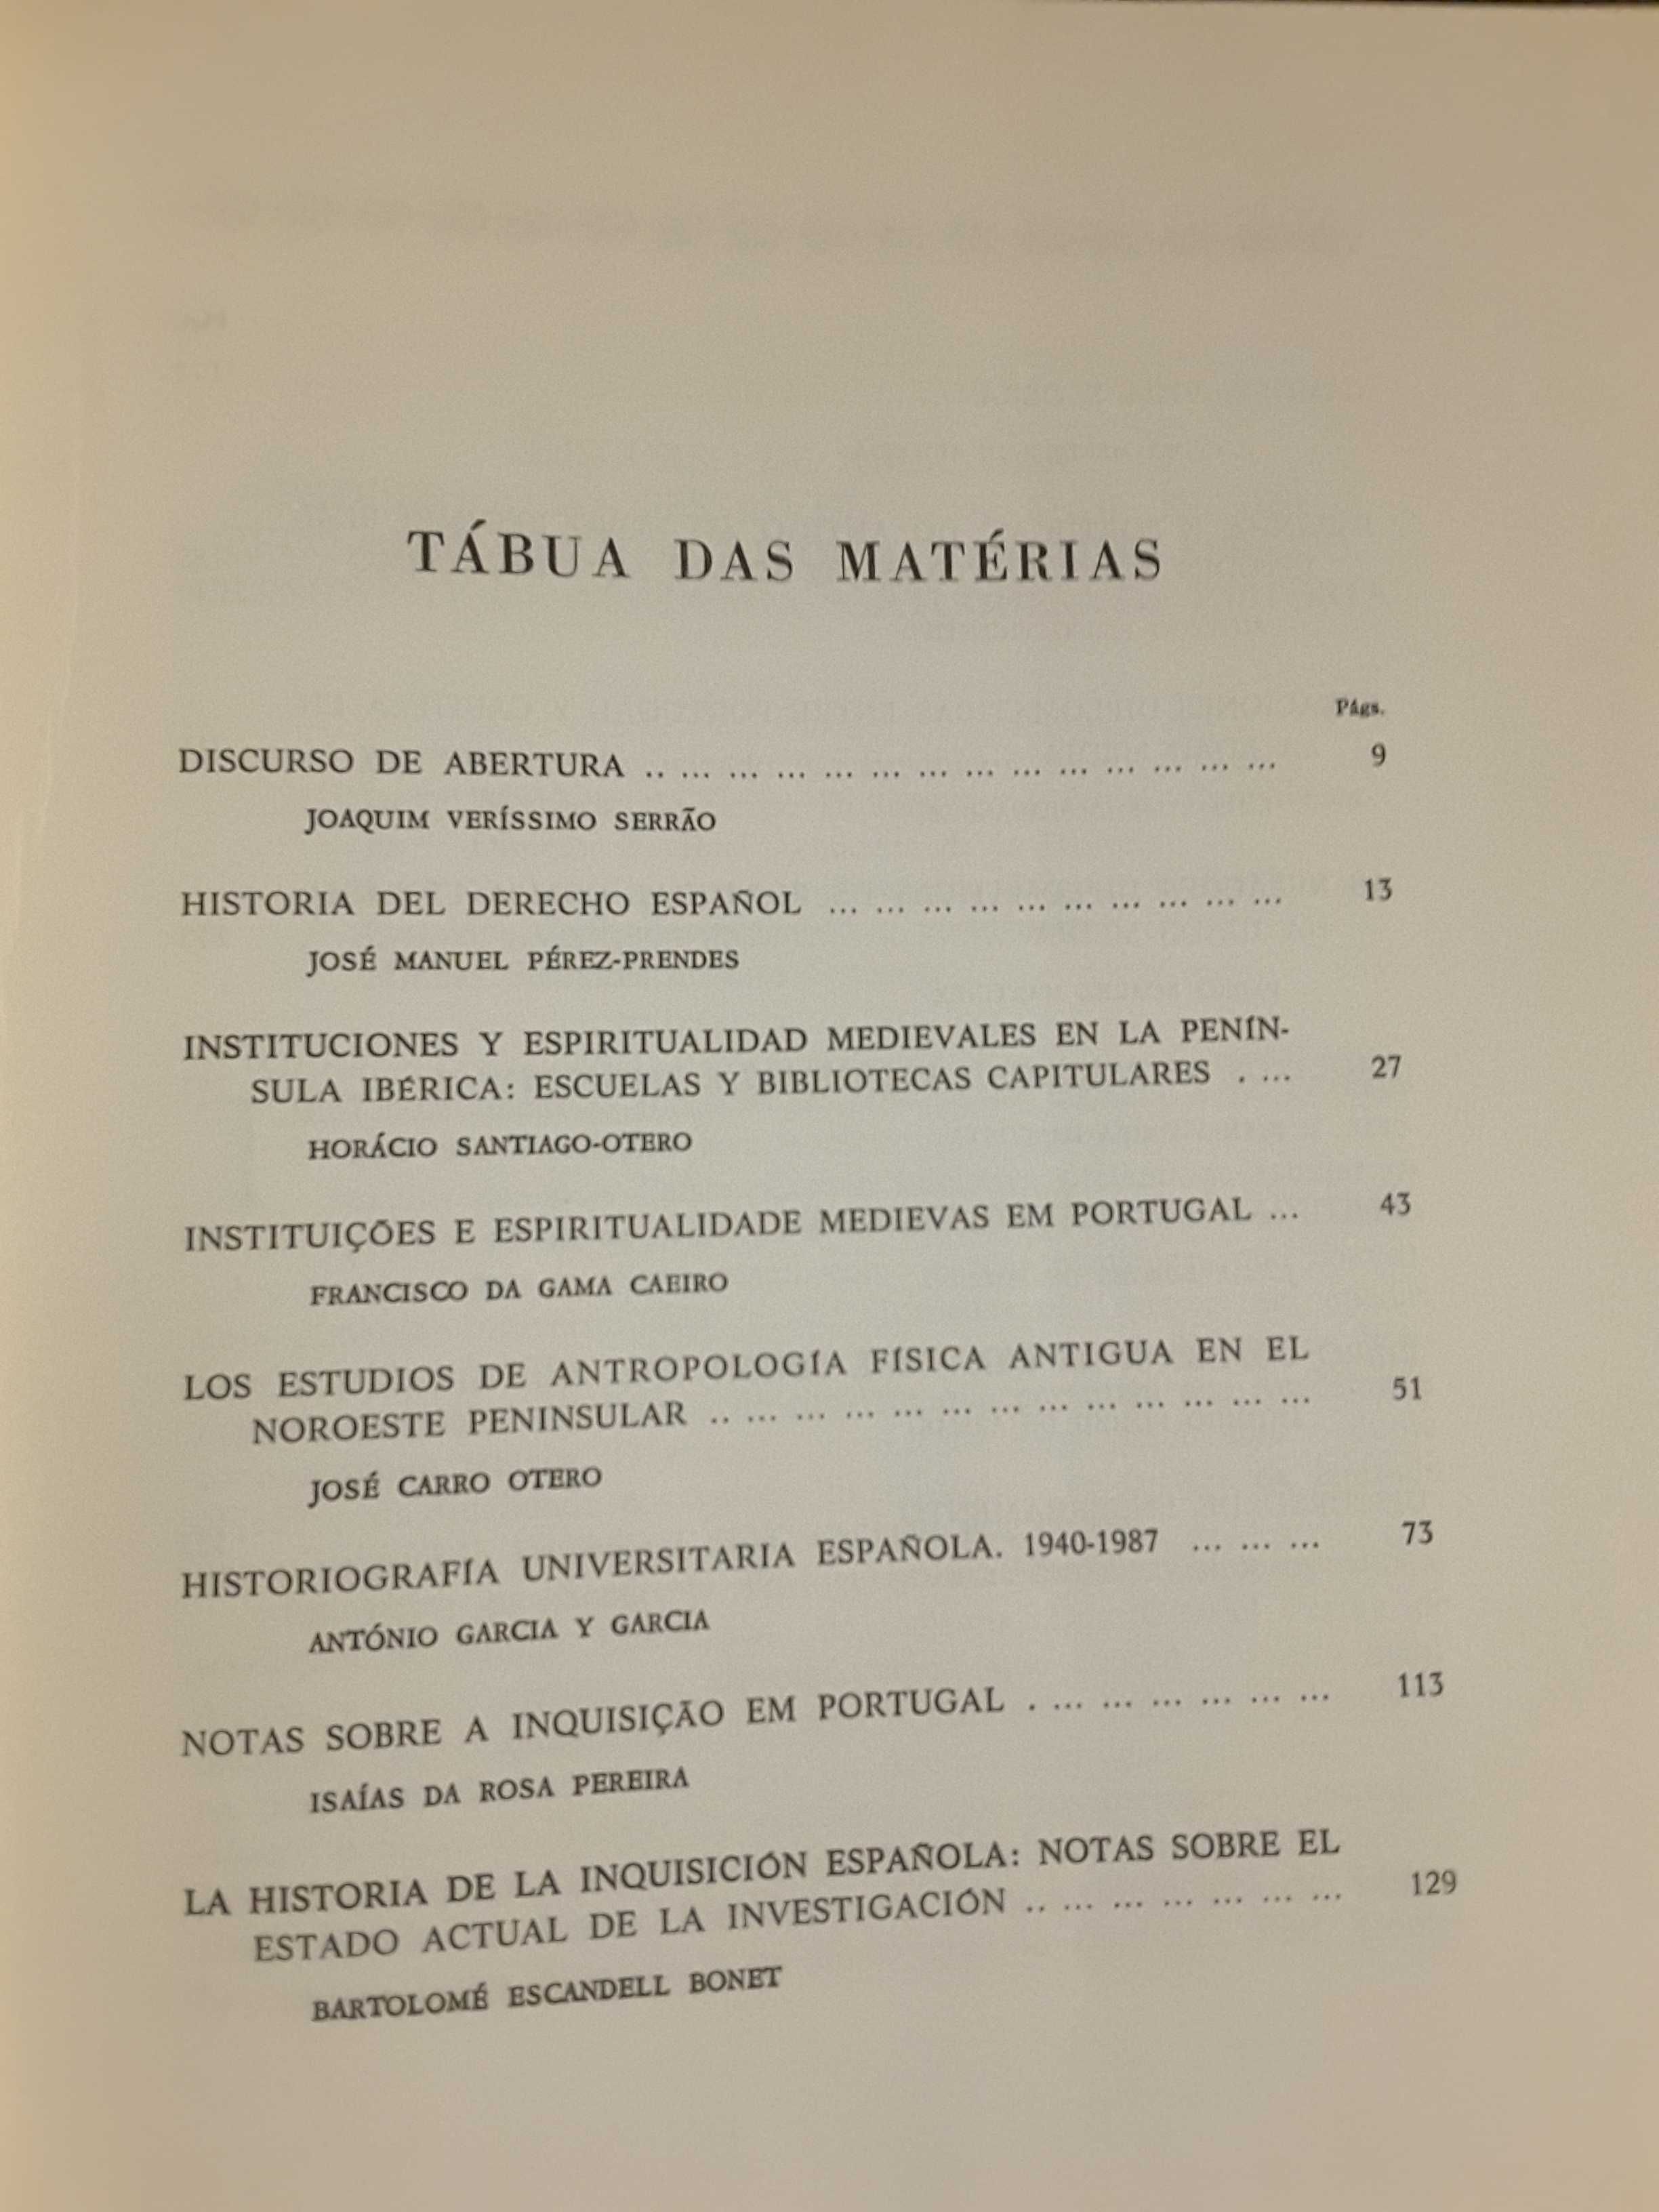 TÁBUA DAS MATÉRIAS
Págs.
DISCURSO DE ABERTURA .. ... ... ... ... ... ... ... ... ... ... ... ... ... 9
JOAQUIM VERÍSSIMO SERRÃO
HISTORIA DEL DERECHO ESPAÑOL ... ... ... ... ... ... ... ... ... ... 13
JOSÉ MANUEL PÉREZ-PRENDES
INSTITUCIONES Y ESPIRITUALIDAD MEDIEVALES EN LA PENÍN-
SULA IBÉRICA: ESCUELAS Y BIBLIOTECAS CAPITULARES . ... 27
HORÁCIO SANTIAGO-OTERO
INSTITUIÇÕES E ESPIRITUALIDADE MEDIEVAS EM PORTUGAL ... 43
FRANCISCO DA GAMA CAEIRO
LOS ESTUDIOS DE ANTROPOLOGÍA FÍSICA ANTIGUA EN EL
NOROESTE PENINSULAR .. ... ... ... ... ... ... ... ... ... ... ... ... 51
JOSÉ CARRO OTERO
HISTORIOGRAFÍA UNIVERSITARIA ESPAÑOLA. 1940-1987 ... ... ... 73
ANTÓNIO GARCIA Y GARCIA
NOTAS SOBRE A INQUISIÇÃO EM PORTUGAL . ... ... ... ... ... ... 113
ISAÍAS DA ROSA PEREIRA
LA HISTORIA DE LA INQUISICIÓN ESPAÑOLA: NOTAS SOBRE EL
ESTADO ACTUAL DE LA INVESTIGACIÓN .. ... ... ... ... ... ... 129
BARTOLOMÉ ESCANDELL BONET